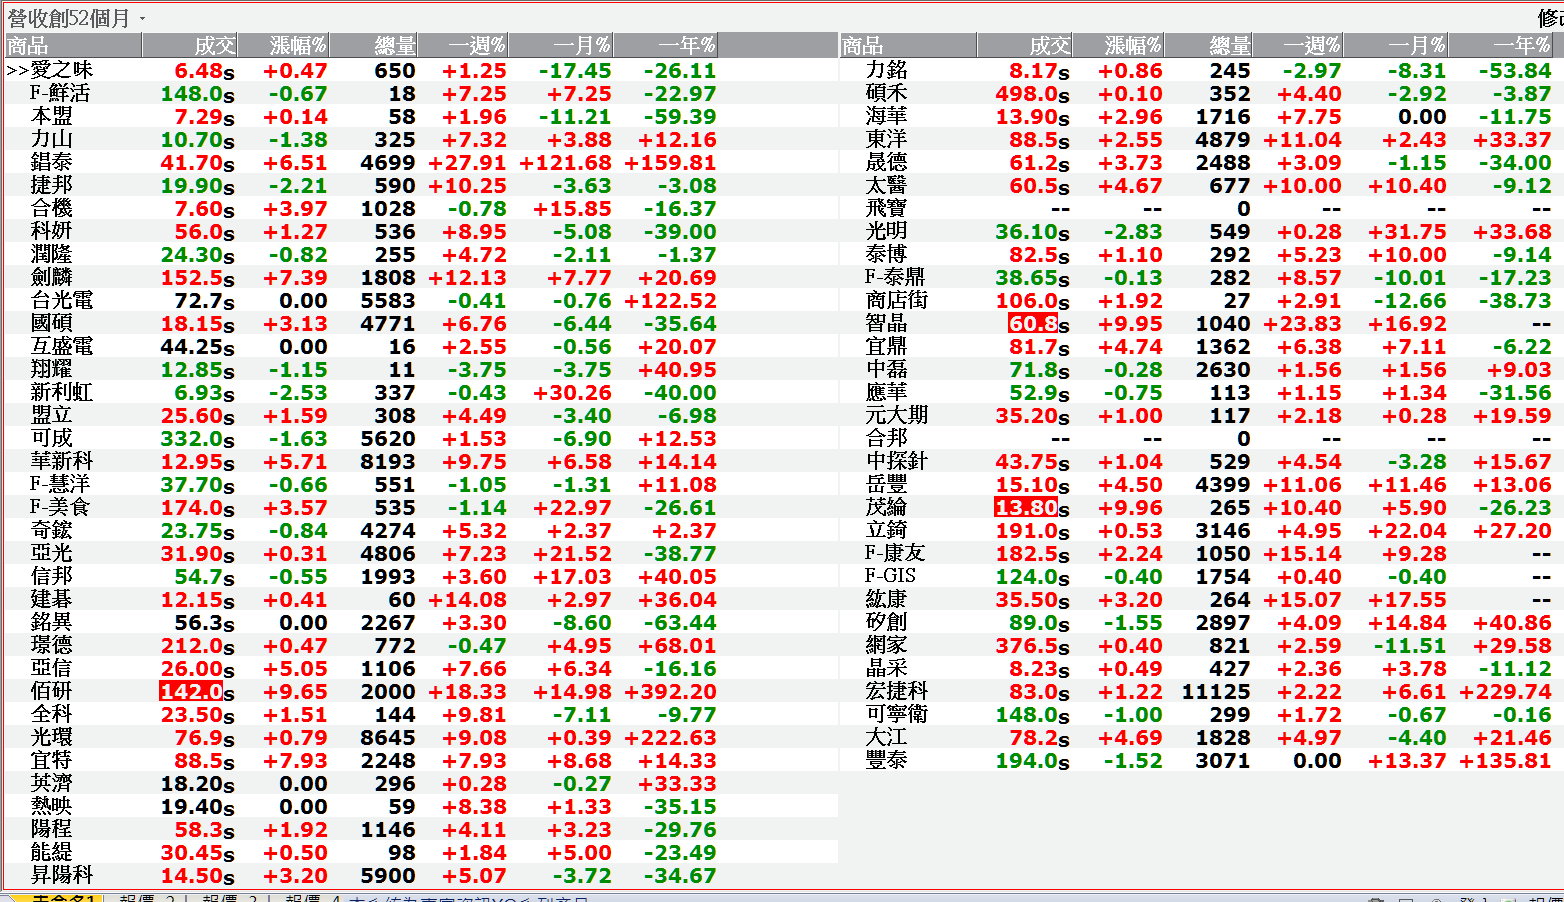 營收創52個月
修改
商品 成交 漲幅% 總量 一週% 一月% 一年%
>>愛之味 6.48s +0.47 650 +1.25 -17.45 -26.11
F-鮮活 148.0s -0.67 18 +7.25 +7.25 -22.97
本盟 7.29s +0.14 58 +1.96 -11.21 -59.39
力山 10.70s -1.38 325 +7.32 +3.88 +12.16
錩泰 41.70s +6.51 4699 +27.91 +121.68 +159.81
捷邦 19.90s -2.21 590 +10.25 -3.63 -3.08
合機 7.60s +3.97 1028 -0.78 +15.85 -16.37
科妍 56.0s +1.27 536 +8.95 -5.08 -39.00
潤隆 24.30s -0.82 255 +4.72 -2.11 -1.37
劍麟 152.5s +7.39 1808 +12.13 +7.77 +20.69
台光電 72.7s 0.00 5583 -0.41 -0.76 +122.52
國碩 18.15s +3.13 4771 +6.76 -6.44 -35.64
互盛電 44.25s 0.00 16 +2.55 -0.56 +20.07
翔耀 12.85s -1.15 11 -3.75 -3.75 +40.95
新利虹 6.93s -2.53 337 -0.43 +30.26 -40.00
盟立 25.60s +1.59 308 +4.49 -3.40 -6.98
可成 332.0s -1.63 5620 +1.53 -6.90 +12.53
華新科 12.95s +5.71 8193 +9.75 +6.58 +14.14
F-慧洋 37.70s -0.66 551 -1.05 -1.31 +11.08
F-美食 174.0s +3.57 535 -1.14 +22.97 -26.61
奇鋐 23.75s -0.84 4274 +5.32 +2.37 +2.37
亞光 31.90s +0.31 4806 +7.23 +21.52 -38.77
信邦 54.7s -0.55 1993 +3.60 +17.03 +40.05
建碁 12.15s +0.41 60 +14.08 +2.97 +36.04
銘異 56.3s 0.00 2267 +3.30 -8.60 -63.44
璟德 212.0s +0.47 772 -0.47 +4.95 +68.01
亞信 26.00s +5.05 1106 +7.66 +6.34 -16.16
佰研 142.0s +9.65 2000 +18.33 +14.98 +392.20
全科 23.50s +1.51 144 +9.81 -7.11 -9.77
光環 76.9s +0.79 8645 +9.08 +0.39 +222.63
宜特 88.5s +7.93 2248 +7.93 +8.68 +14.33
英濟 18.20s 0.00 296 +0.28 -0.27 +33.33
熱映 19.40s 0.00 59 +8.38 +1.33 -35.15
陽程 58.3s +1.92 1146 +4.11 +3.23 -29.76
能緹 30.45s +0.50 98 +1.84 +5.00 -23.49
昇陽科 14.50s +3.20 5900 +5.07 -3.72 -34.67
商品 成交 漲幅% 總量 一週% 一月% 一年%
力銘 8.17s +0.86 245 -2.97 -8.31 -53.84
碩禾 498.0s +0.10 352 +4.40 -2.92 -3.87
海華 13.90s +2.96 1716 +7.75 0.00 -11.75
東洋 88.5s +2.55 4879 +11.04 +2.43 +33.37
晟德 61.2s +3.73 2488 +3.09 -1.15 -34.00
太醫 60.5s +4.67 677 +10.00 +10.40 -9.12
飛寶 -- -- 0 -- -- --
光明 36.10s -2.83 549 +0.28 +31.75 +33.68
泰博 82.5s +1.10 292 +5.23 +10.00 -9.14
F-泰鼎 38.65s -0.13 282 +8.57 -10.01 -17.23
商店街 106.0s +1.92 27 +2.91 -12.66 -38.73
智晶 60.8s +9.95 1040 +23.83 +16.92 --
宜鼎 81.7s +4.74 1362 +6.38 +7.11 -6.22
中磊 71.8s -0.28 2630 +1.56 +1.56 +9.03
應華 52.9s -0.75 113 +1.15 +1.34 -31.56
元大期 35.20s +1.00 117 +2.18 +0.28 +19.59
合邦 -- -- 0 -- -- --
中探針 43.75s +1.04 529 +4.54 -3.28 +15.67
岳豐 15.10s +4.50 4399 +11.06 +11.46 +13.06
茂綸 13.80s +9.96 265 +10.40 +5.90 -26.23
立錡 191.0s +0.53 3146 +4.95 +22.04 +27.20
F-康友 182.5s +2.24 1050 +15.14 +9.28 --
F-GIS 124.0s -0.40 1754 +0.40 -0.40 --
紘康 35.50s +3.20 264 +15.07 +17.55 --
矽創 89.0s -1.55 2897 +4.09 +14.84 +40.86
網家 376.5s +0.40 821 +2.59 -11.51 +29.58
晶采 8.23s +0.49 427 +2.36 +3.78 -11.12
宏捷科 83.0s +1.22 11125 +2.22 +6.61 +229.74
可寧衛 148.0s -1.00 299 +1.72 -0.67 -0.16
大江 78.2s +4.69 1828 +4.97 -4.40 +21.46
豐泰 194.0s -1.52 3071 0.00 +13.37 +135.81